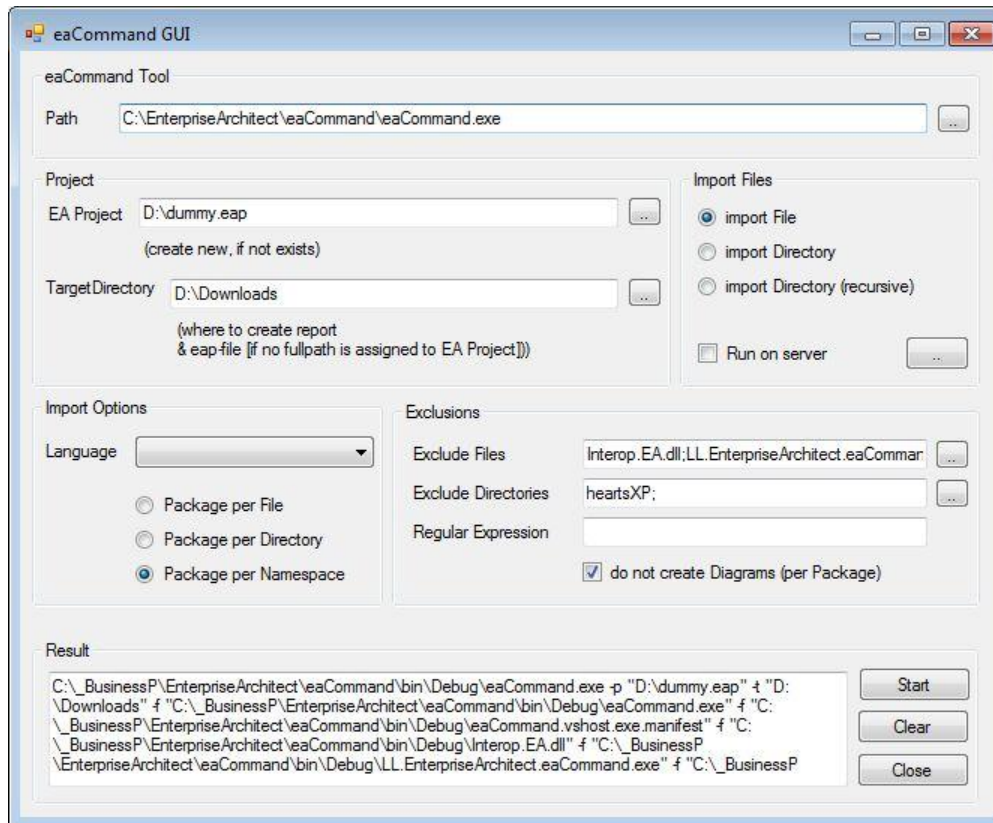 eaCommand GUI
eaCommand Tool
Path C:\EnterpriseArchitect\eaCommand\eaCommand.exe ..
Project
EA Project D:\dummy.eap ..
(create new, if not exists)
TargetDirectory D:\Downloads ..
(where to create report
& eap-file [if no fullpath is assigned to EA Project]))
Import Files
import File
import Directory
import Directory (recursive)
Run on server ..
Import Options
Language
Package per File
Package per Directory
Package per Namespace
Exclusions
Exclude Files Interop.EA.dll;LL.EnterpriseArchitect.eaComman ..
Exclude Directories heartsXP; ..
Regular Expression
do not create Diagrams (per Package)
Result
C:\_BusinessP\EnterpriseArchitect\eaCommand\bin\Debug\eaCommand.exe -p "D:\dummy.eap" -t "D:
\Downloads" -f "C:\_BusinessP\EnterpriseArchitect\eaCommand\bin\Debug\eaCommand.exe" -f "C:
\_BusinessP\EnterpriseArchitect\eaCommand\bin\Debug\eaCommand.vshost.exe.manifest" -f "C:
\_BusinessP\EnterpriseArchitect\eaCommand\bin\Debug\Interop.EA.dll" -f "C:\_BusinessP
\EnterpriseArchitect\eaCommand\bin\Debug\LL.EnterpriseArchitect.eaCommand.exe" -f "C:\_BusinessP
Start
Clear
Close